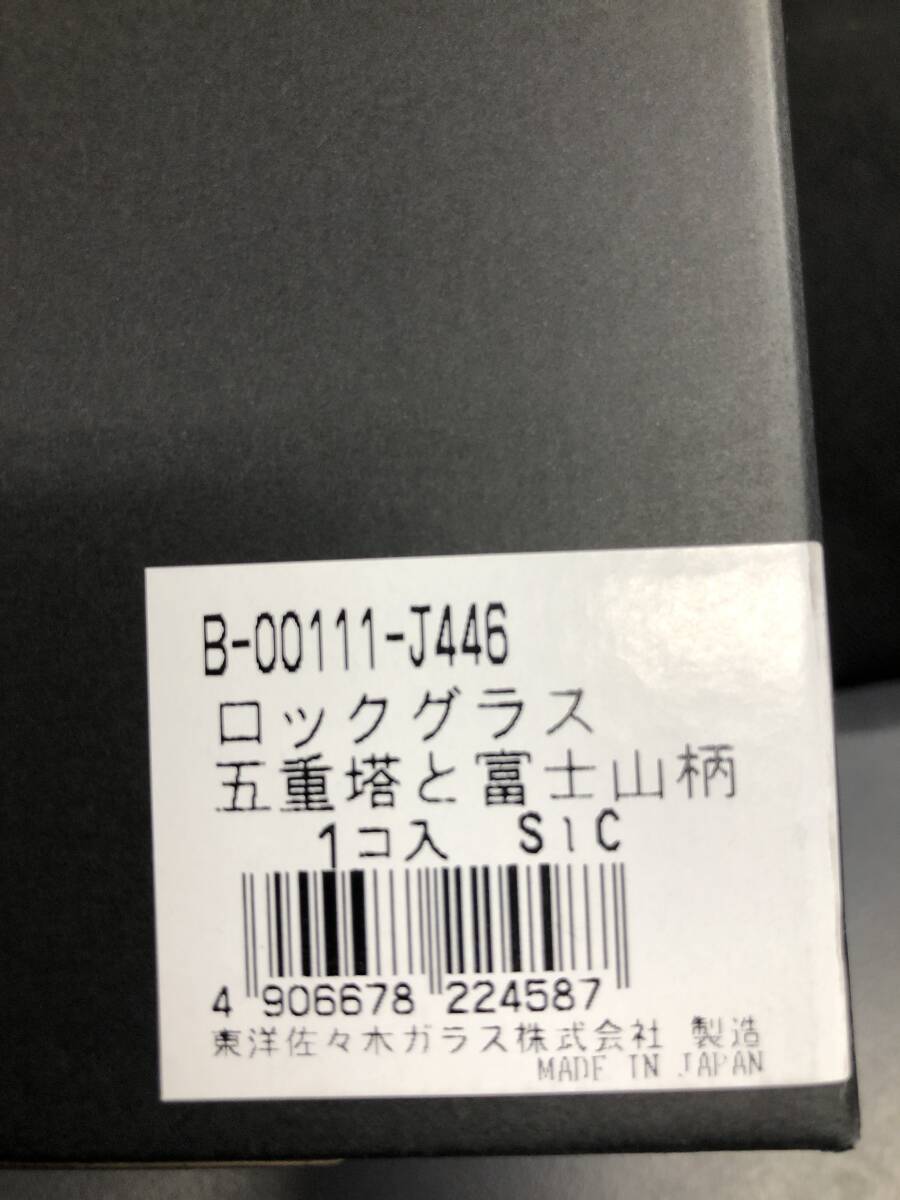 B-00111-J446
ロックグラス
五重塔と富士山柄
1コ入 S1C
4 906678 224587
東洋佐々木ガラス株式会社 製造
MADE IN JAPAN